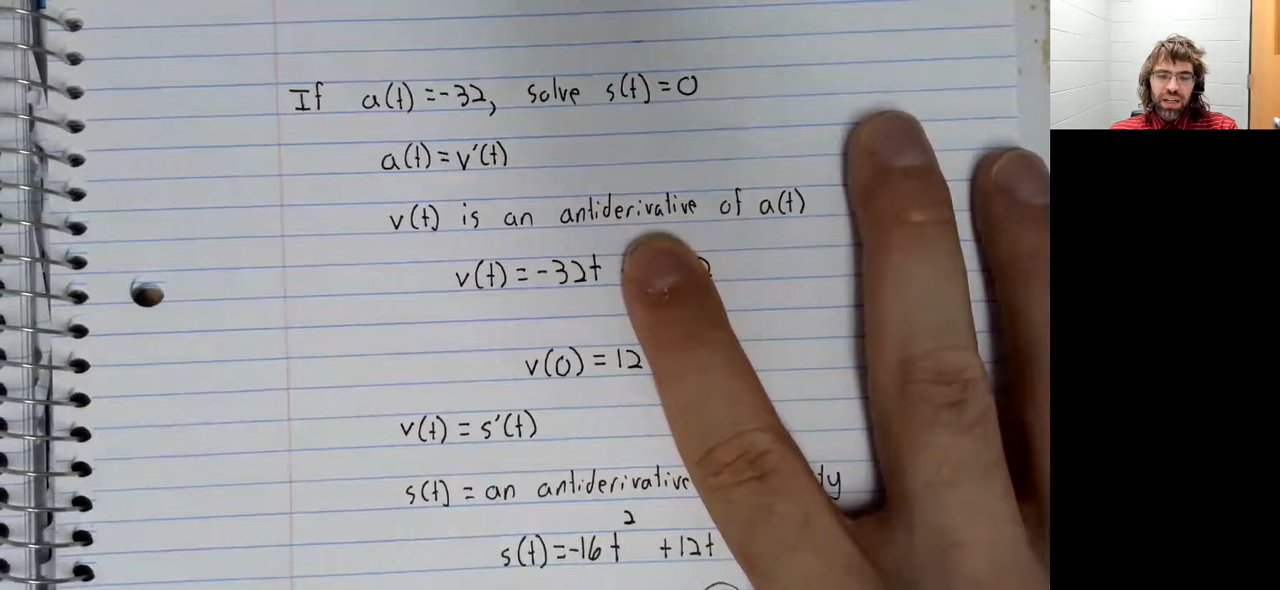 If a(t) = -32, solve s(t) = 0
a(t) = v'(t)
v(t) is an antiderivative of a(t)
v(t) = -32t
v(0) = 12
v(t) = s'(t)
s(t) = an antiderivative
s(t) = -16t² + 12t